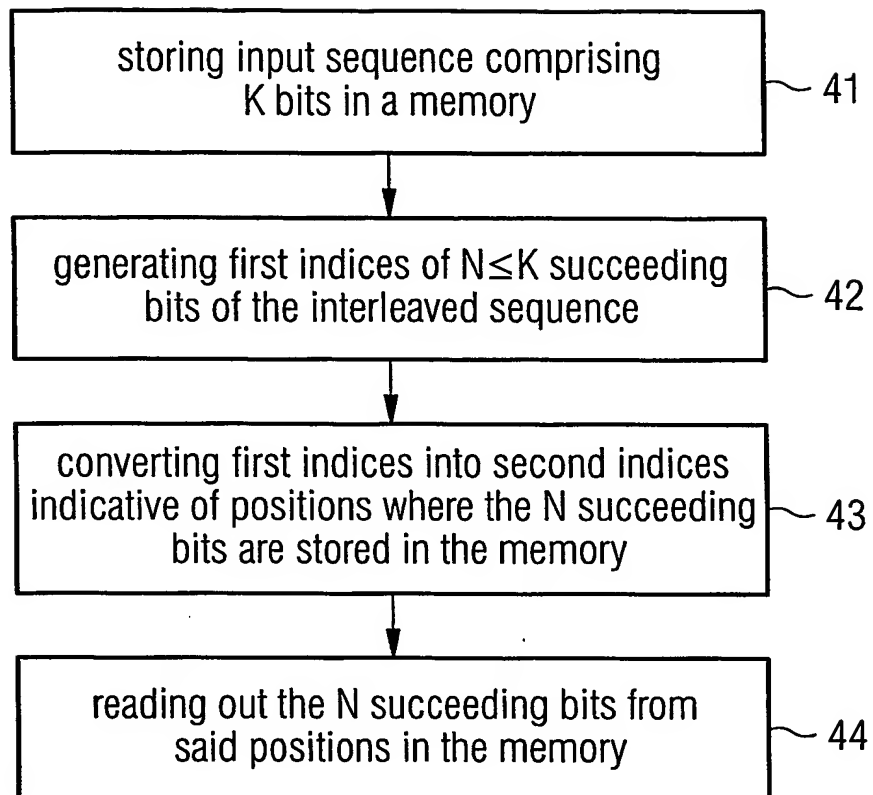 storing input sequence comprising
K bits in a memory
41
generating first indices of N≤K succeeding
bits of the interleaved sequence
42
converting first indices into second indices
indicative of positions where the N succeeding
bits are stored in the memory
43
reading out the N succeeding bits from
said positions in the memory
44